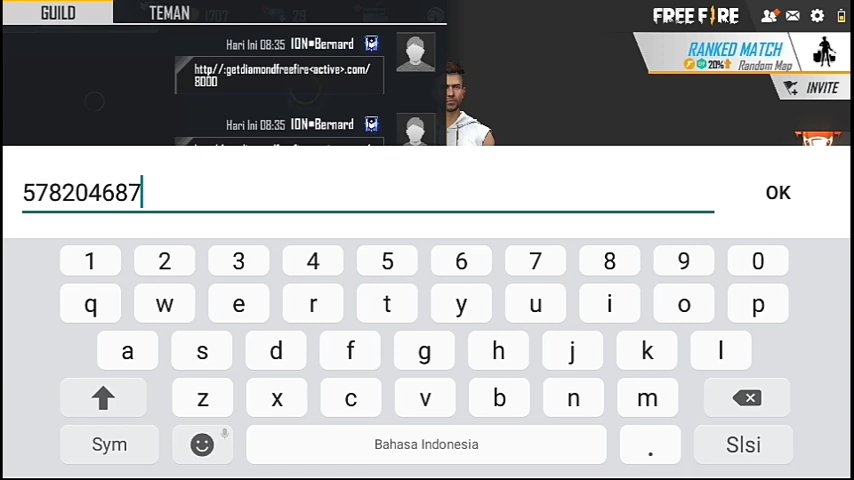 GUILD TEMAN
FREE FIRE
Hari Ini 08:35 ION•Bernard
http//:getdiamondfreefire<active>.com/
8000
RANKED MATCH
20%
Random Map
INVITE
Hari Ini 08:35 ION•Bernard
578204687
OK
1 2 3 4 5 6 7 8 9 0
q w e r t y u i o p
a s d f g h j k l
z x c v b n m
Sym
Bahasa Indonesia
.
Slsi